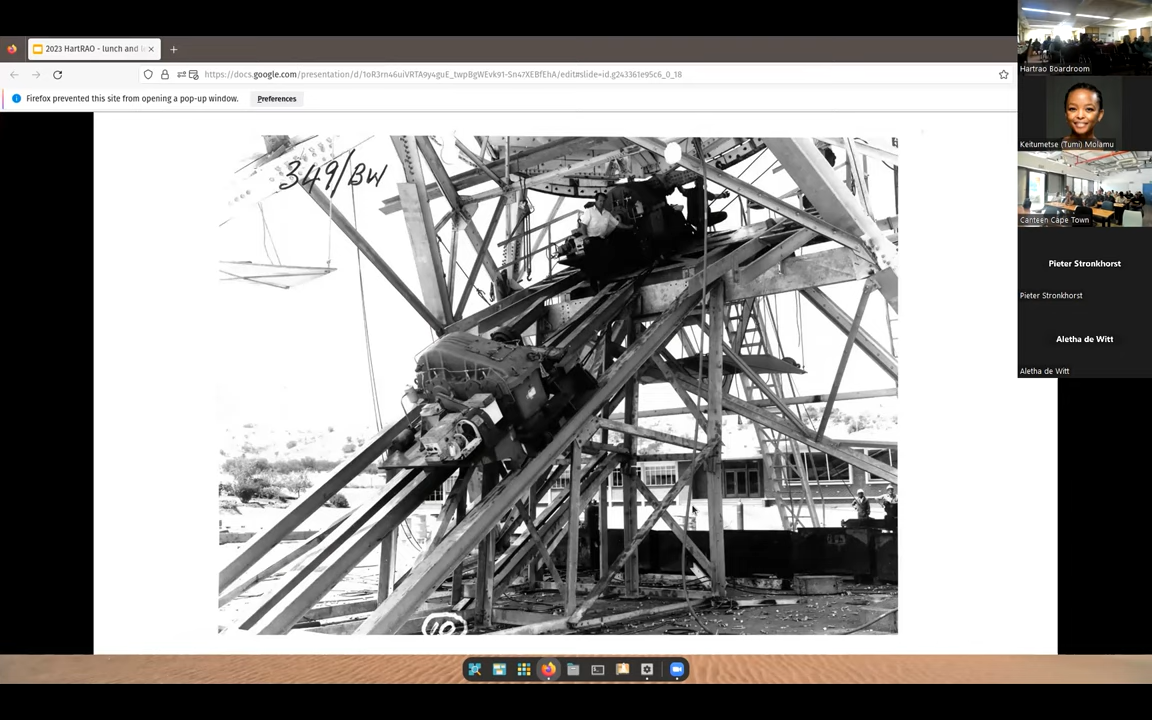 2023 HartRAO - lunch and
https://docs.google.com/presentation/d/1oR3rn46uiVRTA9y4guE_twpBgWEvk91-Sn47XEBfEhA/edit#slide=id.g243361e95c6_0_18
Firefox prevented this site from opening a pop-up window.
Preferences
349/BW
10
Hartrao Boardroom
Keitumetse (Tumi) Molamu
Canteen Cape Town
Pieter Stronkhorst
Pieter Stronkhorst
Aletha de Witt
Aletha de Witt